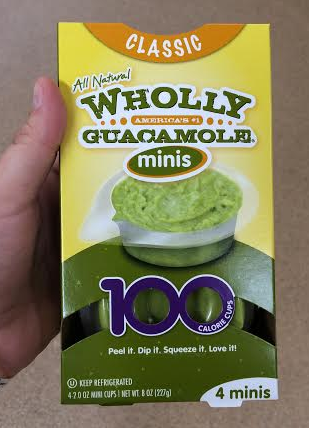 CLASSIC
All Natural
WHOLLY
AMERICA'S #1
GUACAMOLE
minis
100
CALORIE CUPS
Peel it. Dip it. Squeeze it. Love it!
U KEEP REFRIGERATED
4 2.0 OZ MINI CUPS | NET WT. 8 OZ (227g)
4 minis